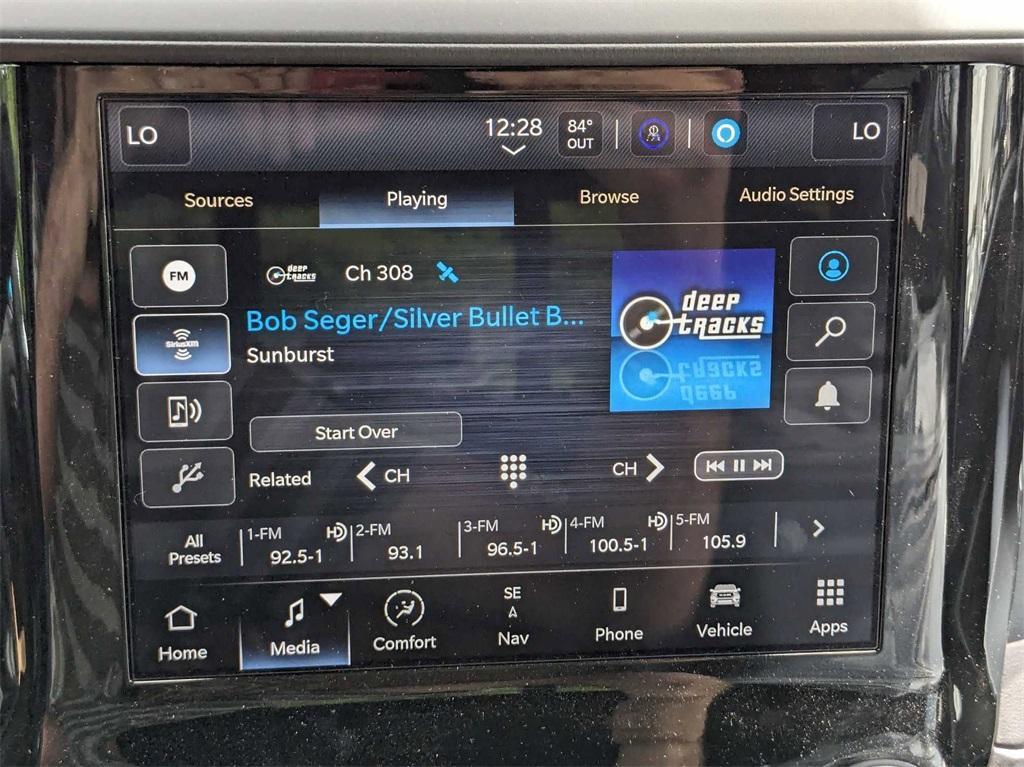 LO
12:28
84°
OUT
LO
Sources
Playing
Browse
Audio Settings
FM
deep
tracks
Ch 308
Bob Seger/Silver Bullet B...
Sunburst
deep
tracks
SiriusXM
Start Over
Related
CH
CH
All
Presets
1-FM
HD
92.5-1
2-FM
93.1
3-FM
HD
96.5-1
4-FM
HD
100.5-1
5-FM
105.9
Home
Media
Comfort
SE
Nav
Phone
Vehicle
Apps